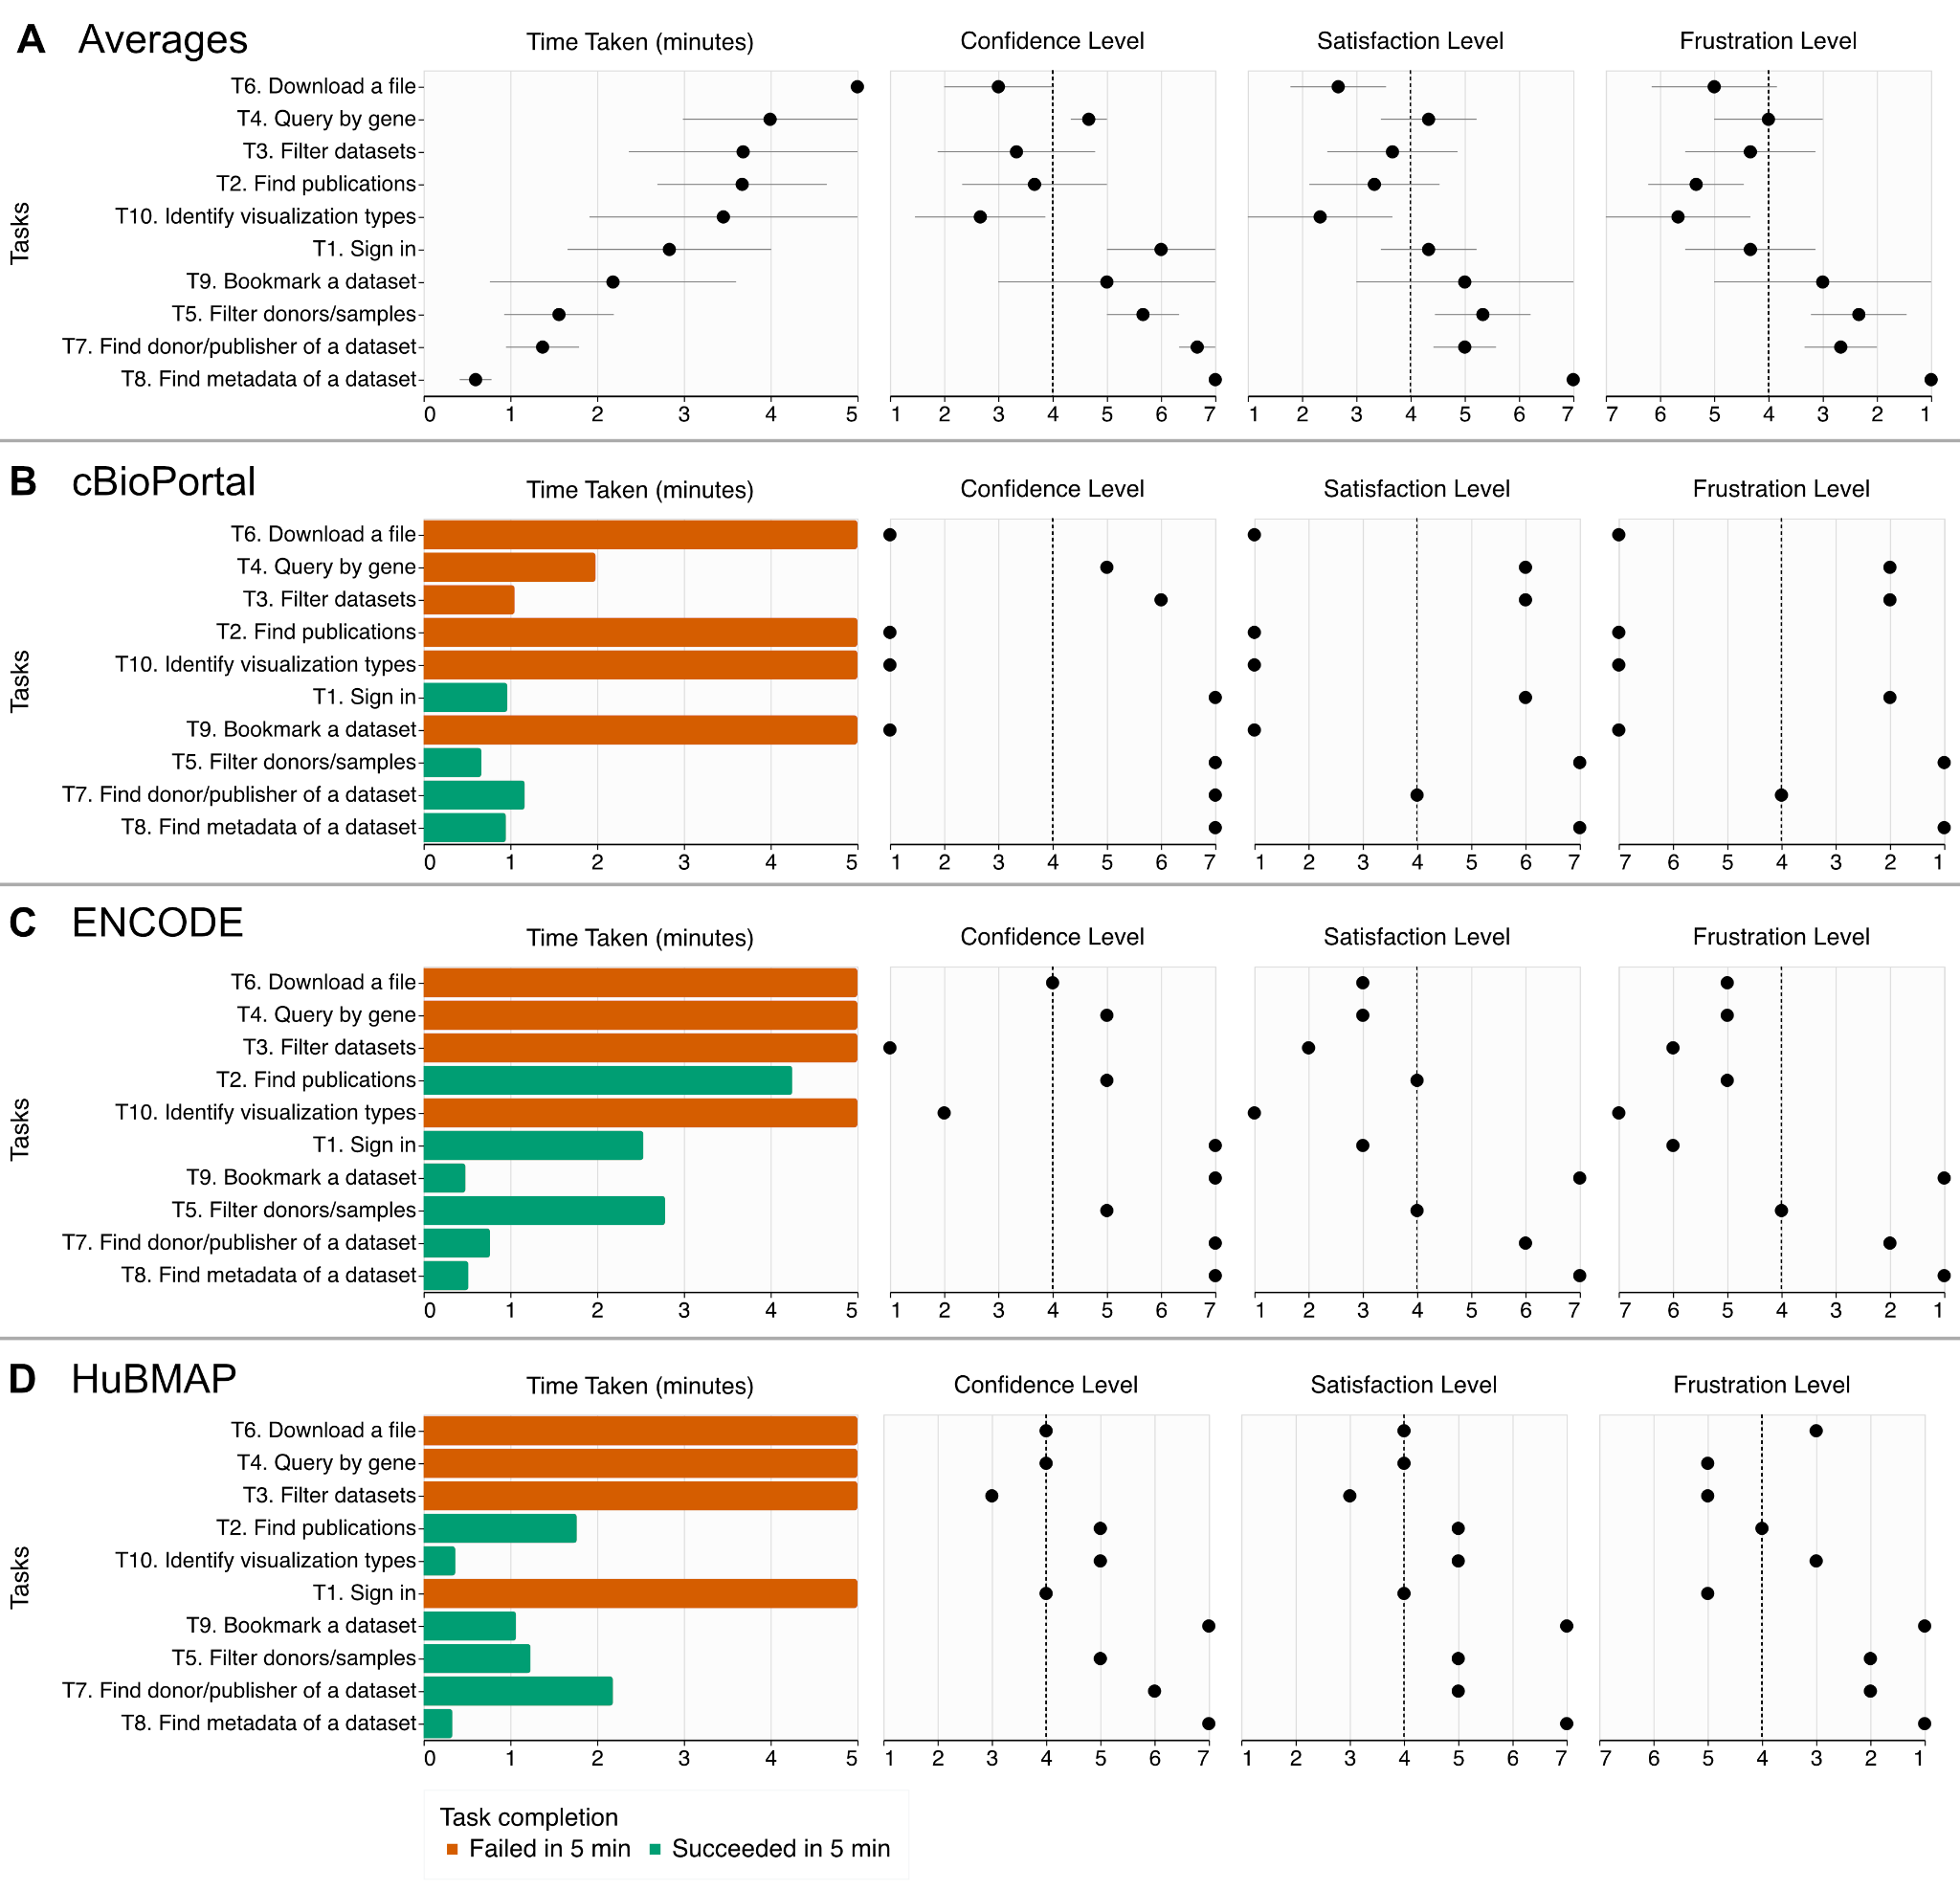 A Averages
Time Taken (minutes) Confidence Level Satisfaction Level Frustration Level
Tasks
T6. Download a file
T4. Query by gene
T3. Filter datasets
T2. Find publications
T10. Identify visualization types
T1. Sign in
T9. Bookmark a dataset
T5. Filter donors/samples
T7. Find donor/publisher of a dataset
T8. Find metadata of a dataset
0 1 2 3 4 5 1 2 3 4 5 6 7 1 2 3 4 5 6 7 7 6 5 4 3 2 1
B cBioPortal
Time Taken (minutes) Confidence Level Satisfaction Level Frustration Level
Tasks
T6. Download a file
T4. Query by gene
T3. Filter datasets
T2. Find publications
T10. Identify visualization types
T1. Sign in
T9. Bookmark a dataset
T5. Filter donors/samples
T7. Find donor/publisher of a dataset
T8. Find metadata of a dataset
0 1 2 3 4 5 1 2 3 4 5 6 7 1 2 3 4 5 6 7 7 6 5 4 3 2 1
C ENCODE
Time Taken (minutes) Confidence Level Satisfaction Level Frustration Level
Tasks
T6. Download a file
T4. Query by gene
T3. Filter datasets
T2. Find publications
T10. Identify visualization types
T1. Sign in
T9. Bookmark a dataset
T5. Filter donors/samples
T7. Find donor/publisher of a dataset
T8. Find metadata of a dataset
0 1 2 3 4 5 1 2 3 4 5 6 7 1 2 3 4 5 6 7 7 6 5 4 3 2 1
D HuBMAP
Time Taken (minutes) Confidence Level Satisfaction Level Frustration Level
Tasks
T6. Download a file
T4. Query by gene
T3. Filter datasets
T2. Find publications
T10. Identify visualization types
T1. Sign in
T9. Bookmark a dataset
T5. Filter donors/samples
T7. Find donor/publisher of a dataset
T8. Find metadata of a dataset
0 1 2 3 4 5 1 2 3 4 5 6 7 1 2 3 4 5 6 7 7 6 5 4 3 2 1
Task completion
Failed in 5 min Succeeded in 5 min